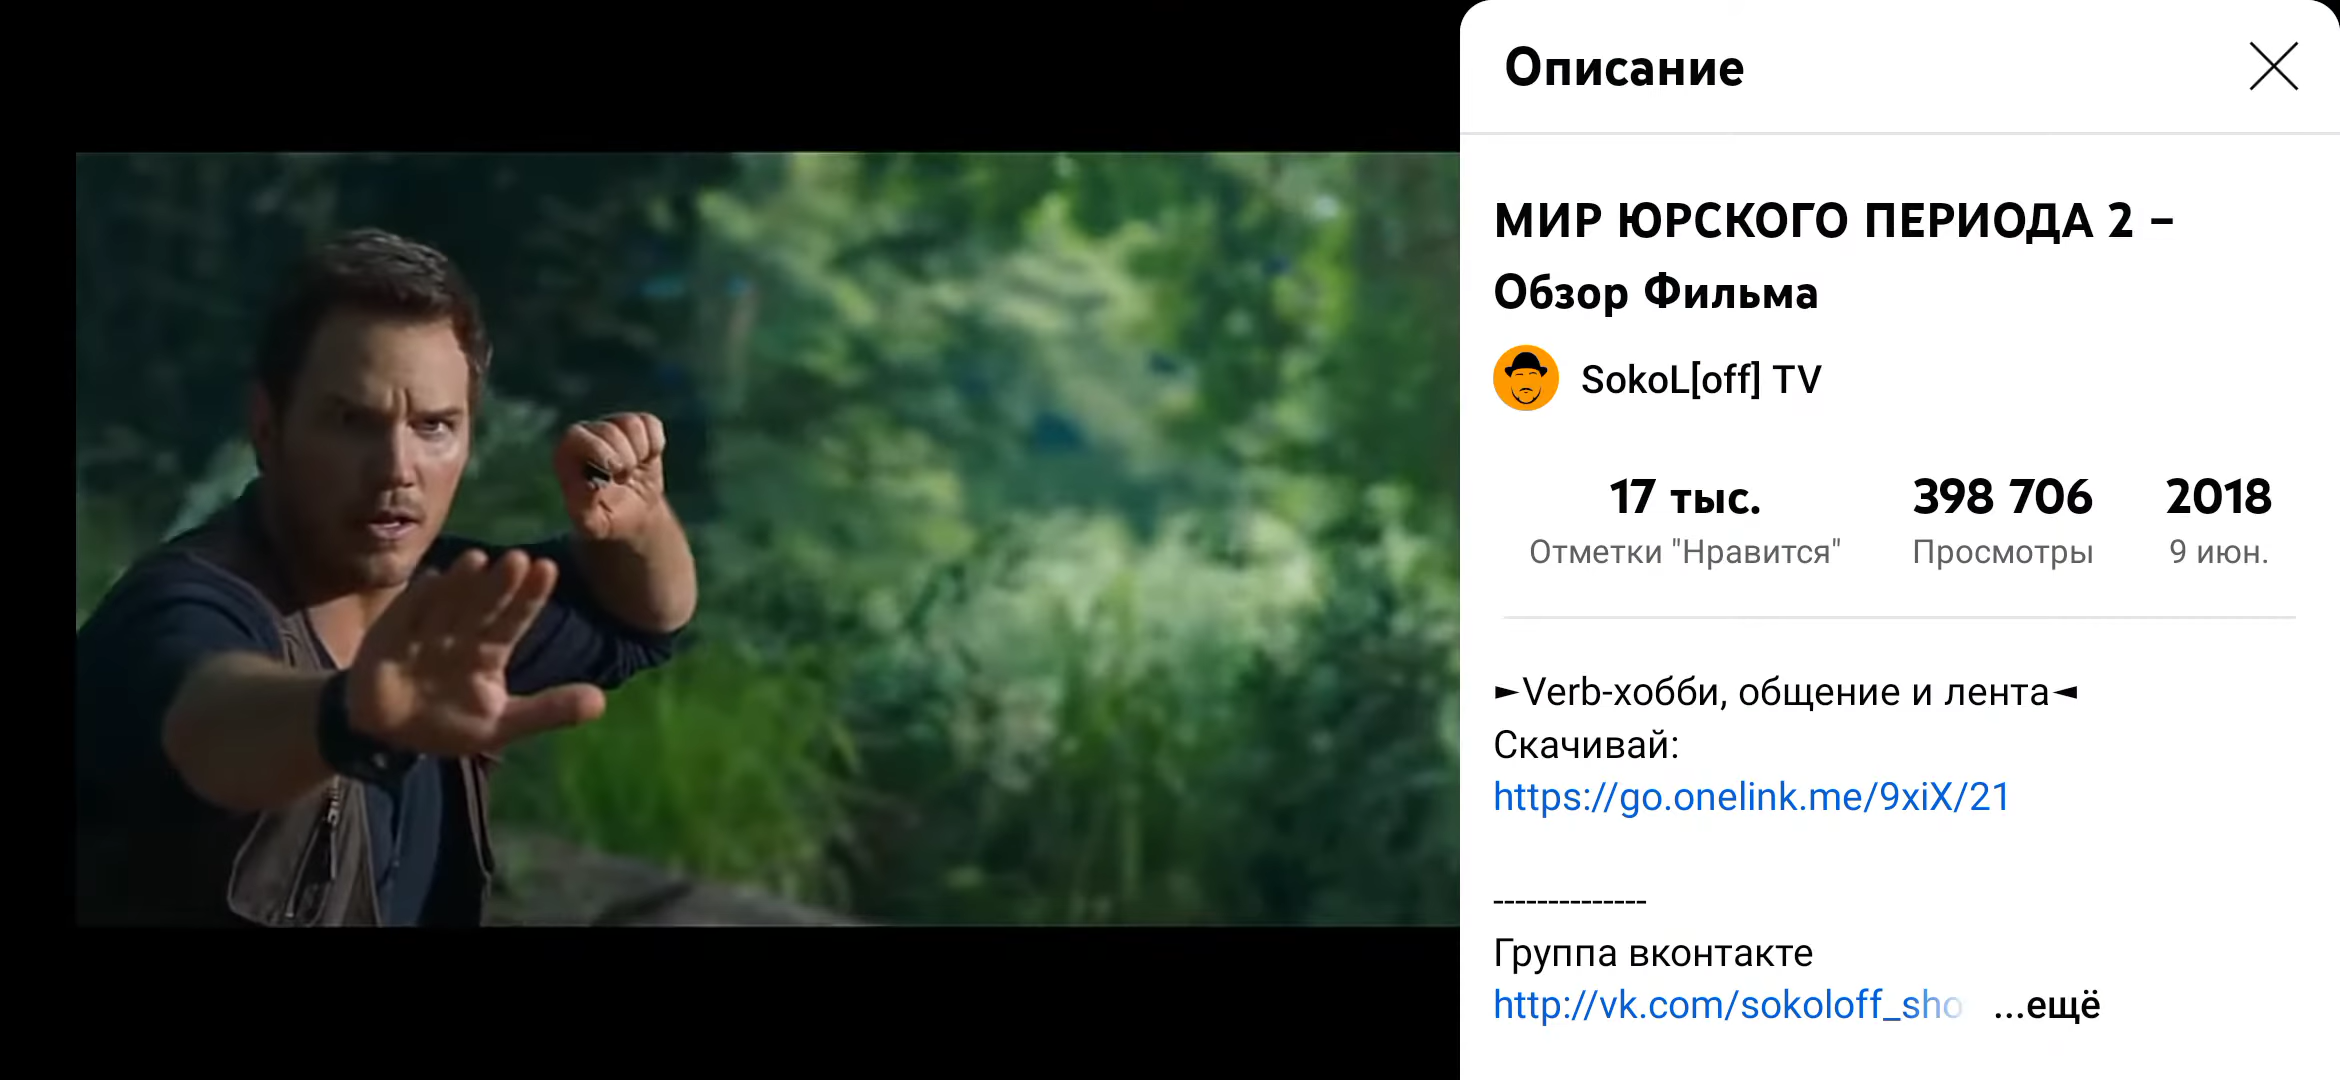 Описание
МИР ЮРСКОГО ПЕРИОДА 2 –
Обзор Фильма
SokoL[off] TV
17 тыс. 398 706 2018
Отметки "Нравится" Просмотры 9 июн.
►Verb-хобби, общение и лента◄
Скачивай:
https://go.onelink.me/9xiX/21
--------------
Группа вконтакте
http://vk.com/sokoloff_sho ...ещё